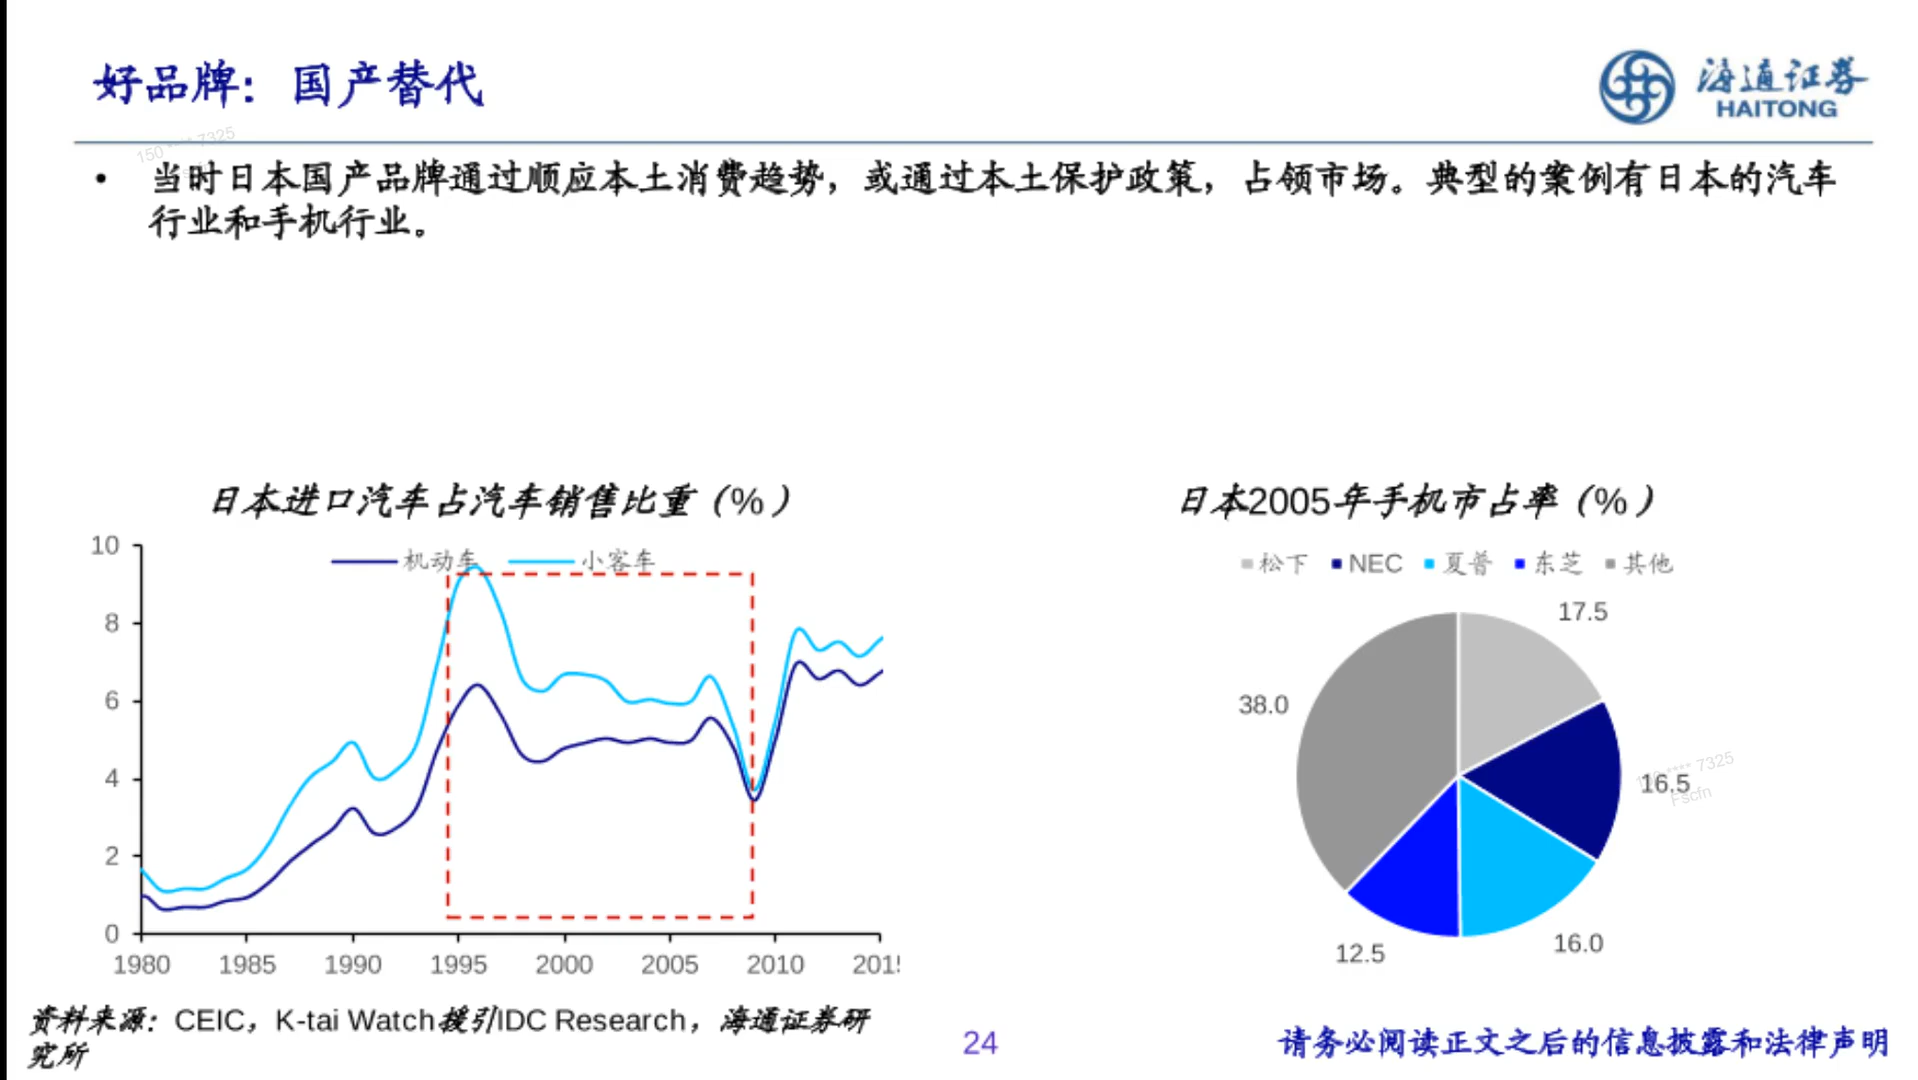 好品牌：国产替代
海通证券
HAITONG
150 **** 7325
• 当时日本国产品牌通过顺应本土消费趋势，或通过本土保护政策，占领市场。典型的案例有日本的汽车
行业和手机行业。
日本进口汽车占汽车销售比重（%）
机动车 小客车
10
8
6
4
2
0
1980 1985 1990 1995 2000 2005 2010
日本2005年手机市占率（%）
松下 NEC 夏普 东芝 其他
17.5
38.0
16.5
**** 7325
Fscfn
16.0
12.5
资料来源：CEIC，K-tai Watch援引IDC Research，海通证券研
究所
24
请务必阅读正文之后的信息披露和法律声明